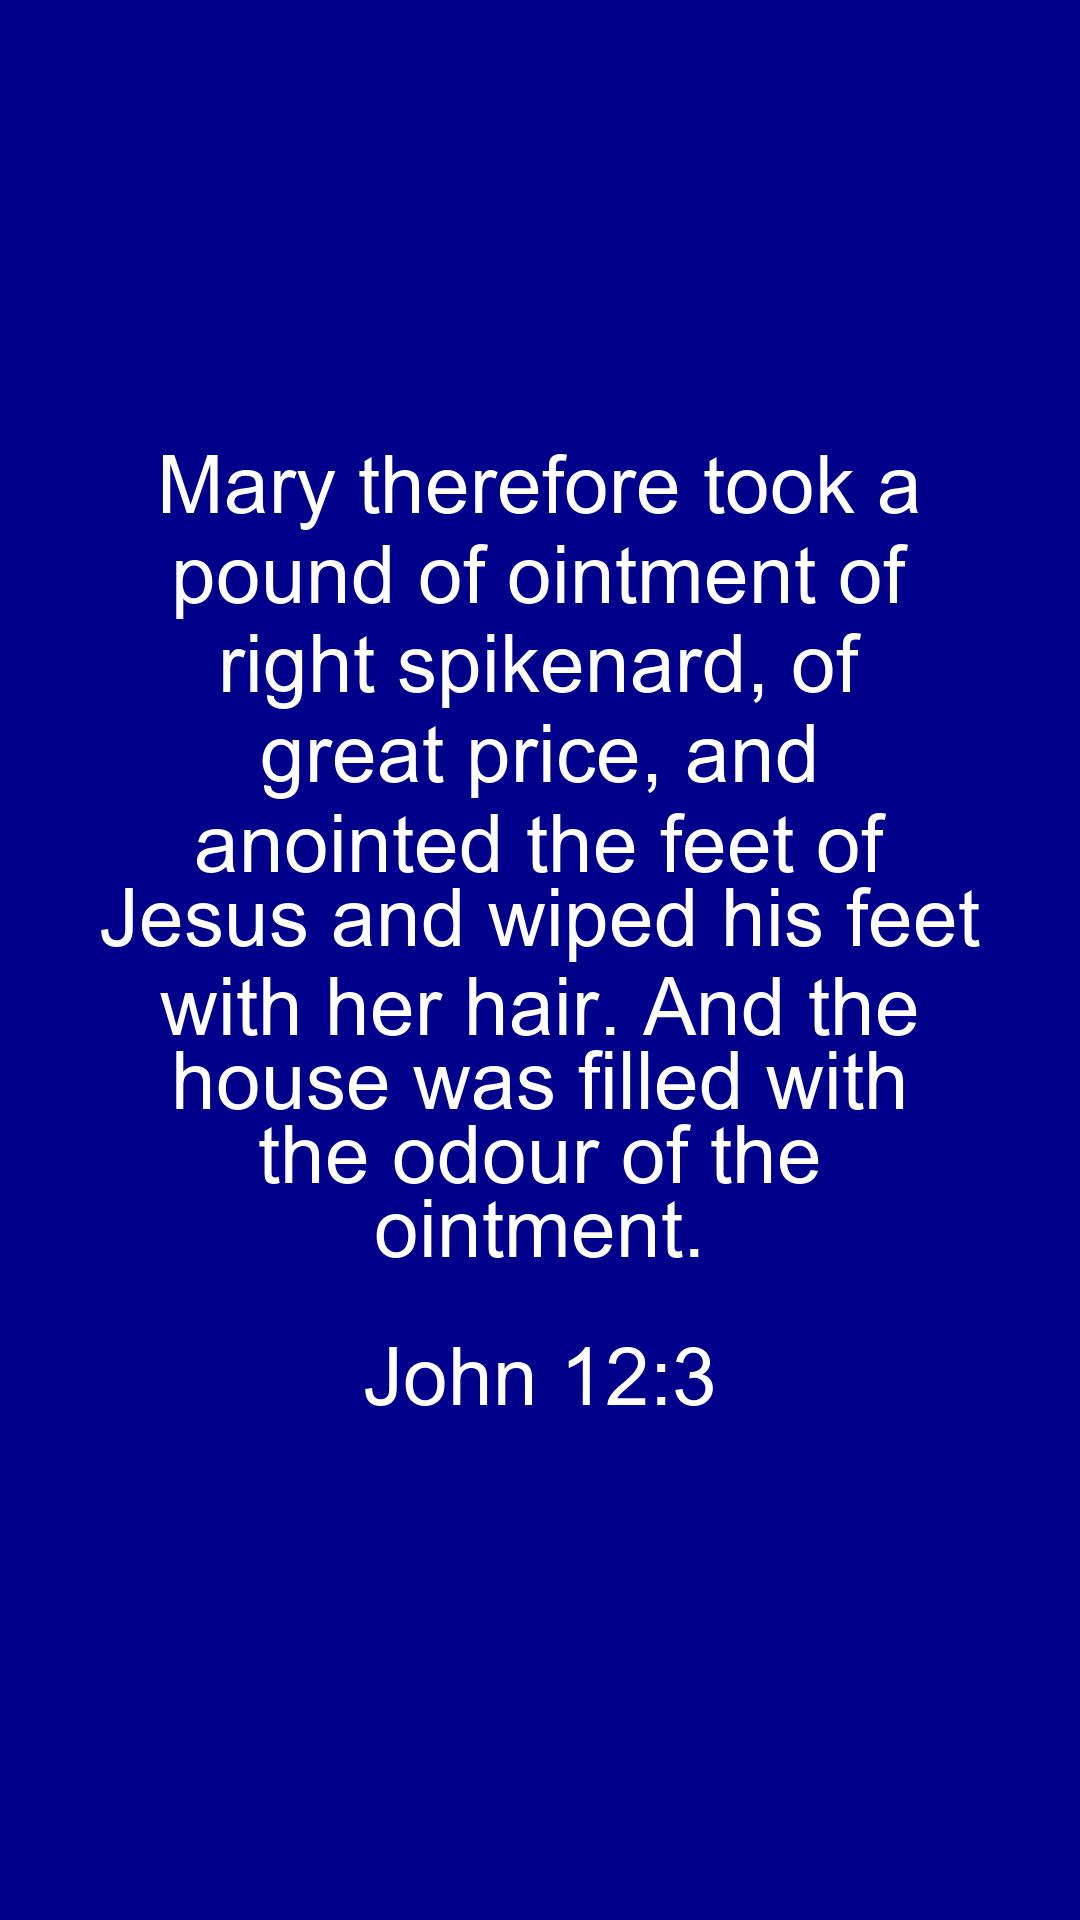 Mary therefore took a
pound of ointment of
right spikenard, of
great price, and
anointed the feet of
Jesus and wiped his feet
with her hair. And the
house was filled with
the odour of the
ointment.
John 12:3